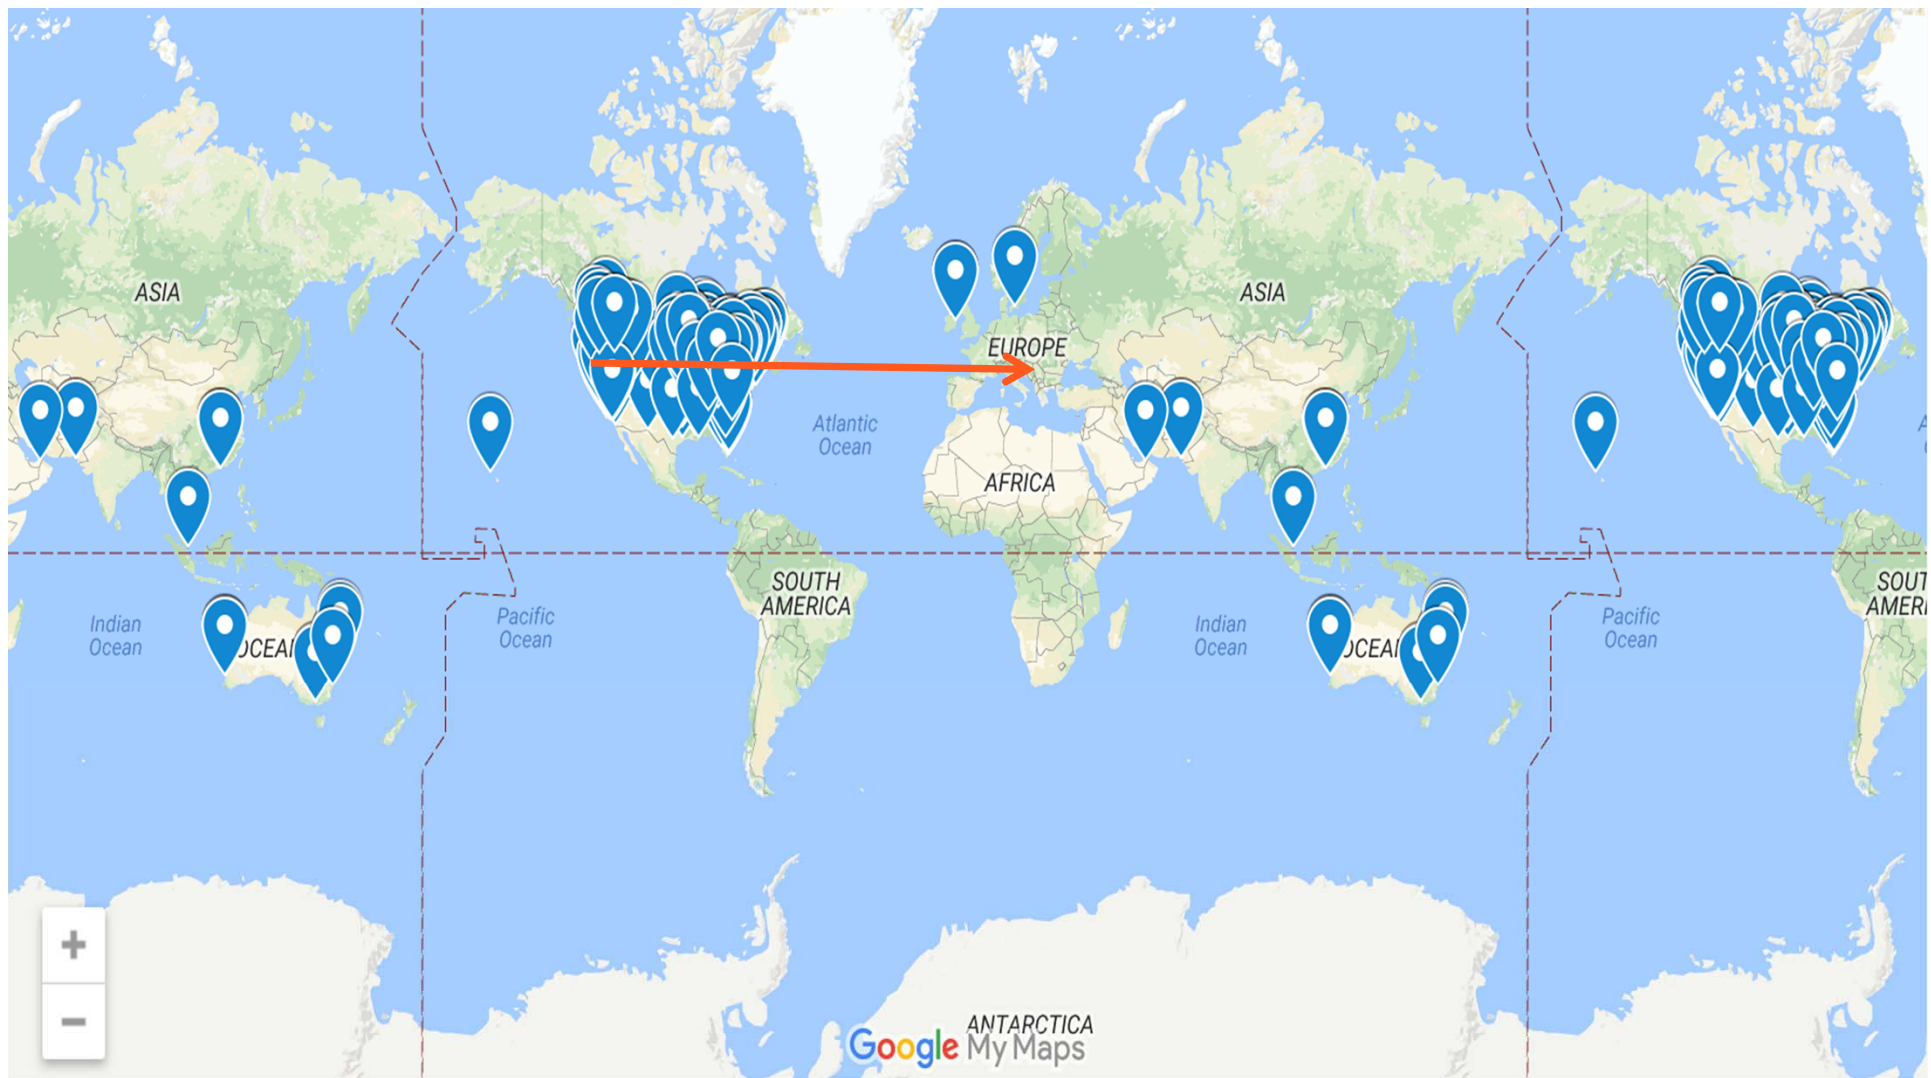 ASIA
EUROPE
ASIA
Atlantic
Ocean
AFRICA
SOUTH
AMERICA
SOUT
AMERI
Indian
Ocean
OCEAI
Pacific
Ocean
Indian
Ocean
OCEAI
Pacific
Ocean
+
−
ANTARCTICA
Google My Maps